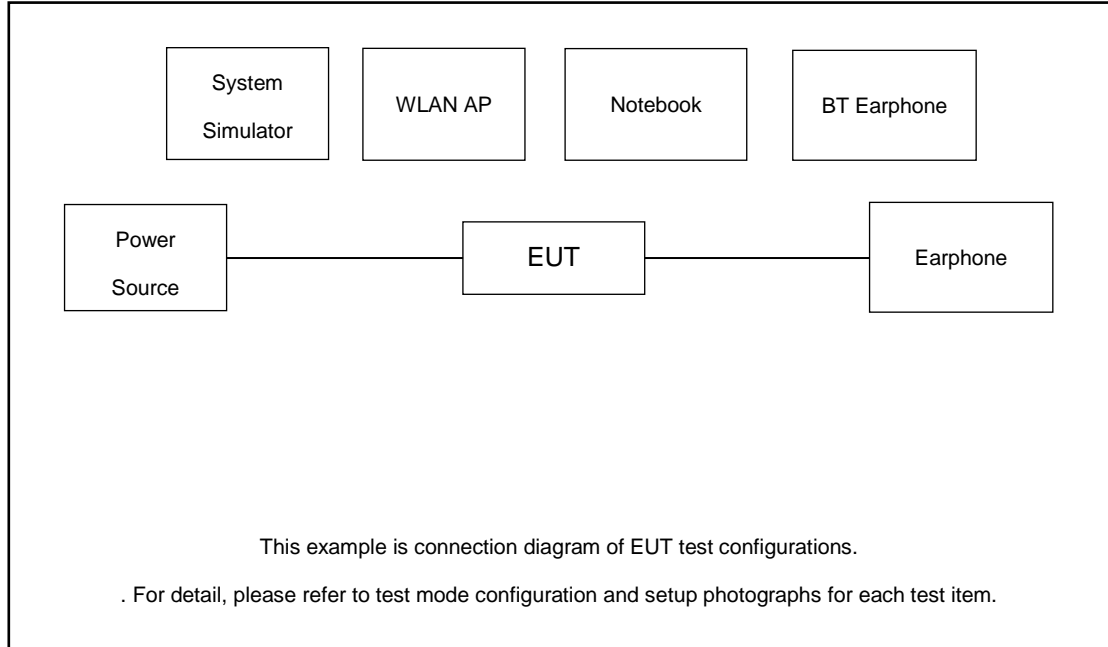 System
Simulator
WLAN AP
Notebook
BT Earphone
Power
Source
EUT
Earphone
This example is connection diagram of EUT test configurations.
. For detail, please refer to test mode configuration and setup photographs for each test item.